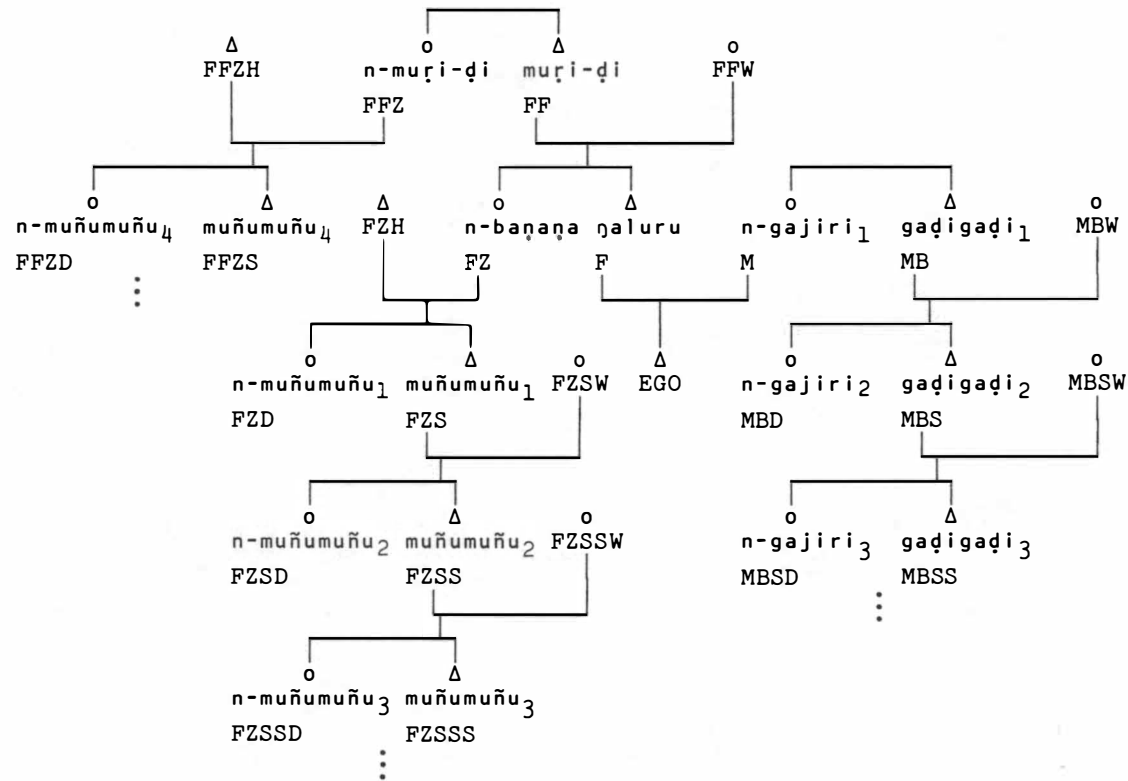 Δ o Δ o
FFZH n-muṛi-ḍi muṛi-ḍi FFW
FFZ FF
o Δ Δ o Δ o Δ o
n-muñumuñu₄ muñumuñu₄ FZH n-baṇaṇa ŋaluru n-gajiri₁ gaḍigaḍi₁ MBW
FFZD FFZS FZ F M MB
o Δ o Δ o Δ o
n-muñumuñu₁ muñumuñu₁ FZSW EGO n-gajiri₂ gaḍigaḍi₂ MBSW
FZD FZS MBD MBS
o Δ o o Δ
n-muñumuñu₂ muñumuñu₂ FZSSW n-gajiri₃ gaḍigaḍi₃
FZSD FZSS MBSD MBSS
o Δ
n-muñumuñu₃ muñumuñu₃
FZSSD FZSSS